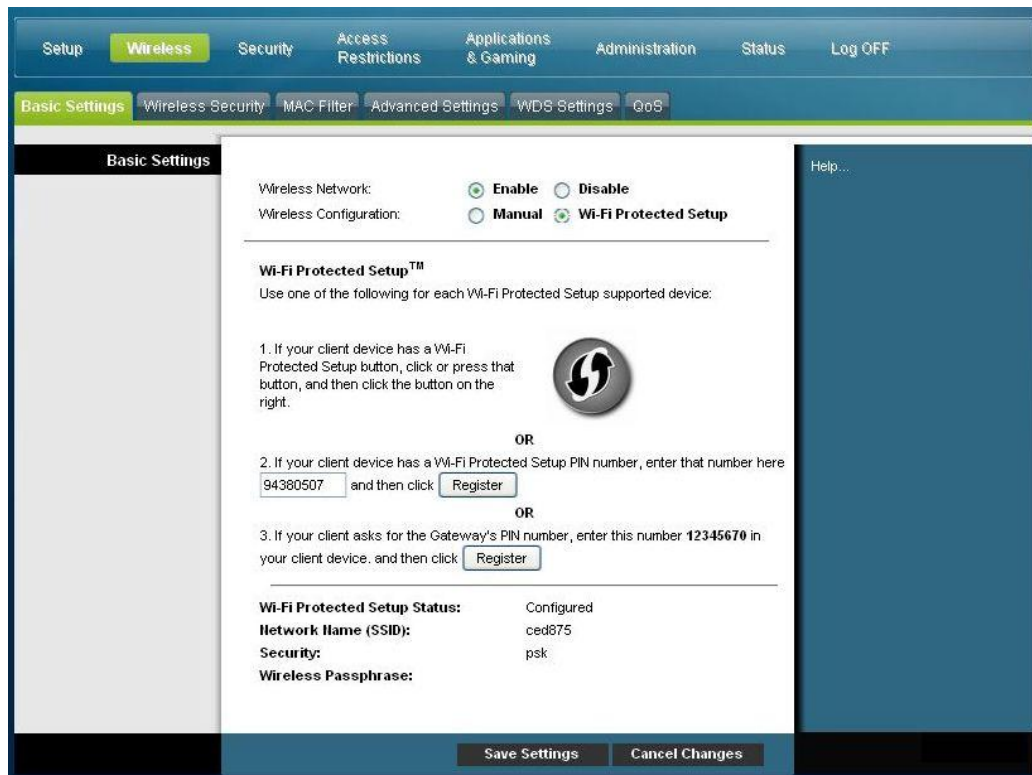 Setup Wireless Security Access Restrictions Applications & Gaming Administration Status Log OFF
Basic Settings Wireless Security MAC Filter Advanced Settings WDS Settings QoS
Basic Settings
Help...
Wireless Network: Enable Disable
Wireless Configuration: Manual Wi-Fi Protected Setup
Wi-Fi Protected Setup™
Use one of the following for each Wi-Fi Protected Setup supported device:
1. If your client device has a Wi-Fi
Protected Setup button, click or press that
button, and then click the button on the
right.
OR
2. If your client device has a Wi-Fi Protected Setup PIN number, enter that number here
94380507 and then click Register
OR
3. If your client asks for the Gateway's PIN number, enter this number 12345670 in
your client device. and then click Register
Wi-Fi Protected Setup Status: Configured
Network Name (SSID): ced875
Security: psk
Wireless Passphrase:
Save Settings Cancel Changes